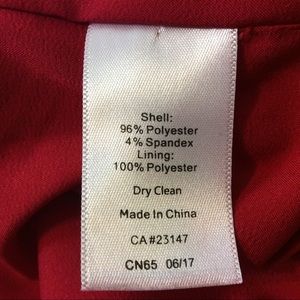 Shell:
96% Polyester
4% Spandex
Lining:
100% Polyester
Dry Clean
Made In China
CA#23147
CN65 06/17